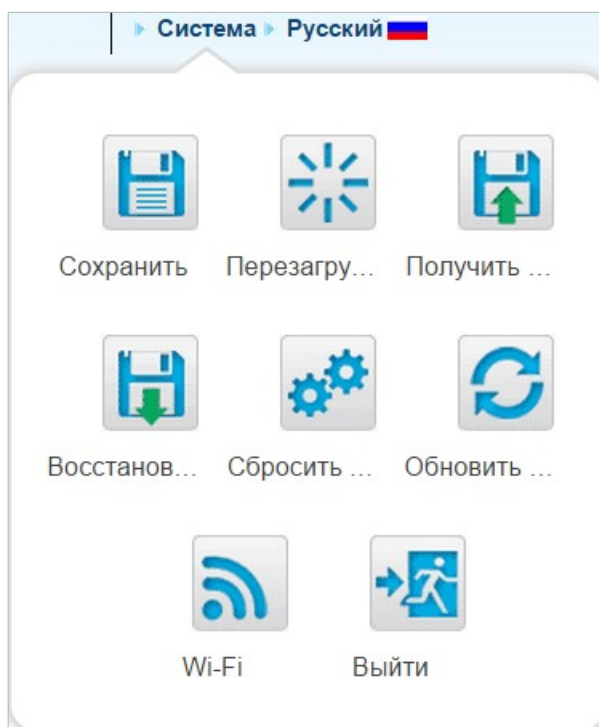 Система Русский
Сохранить Перезагру... Получить ...
Восстанов... Сбросить ... Обновить ...
Wi-Fi Выйти